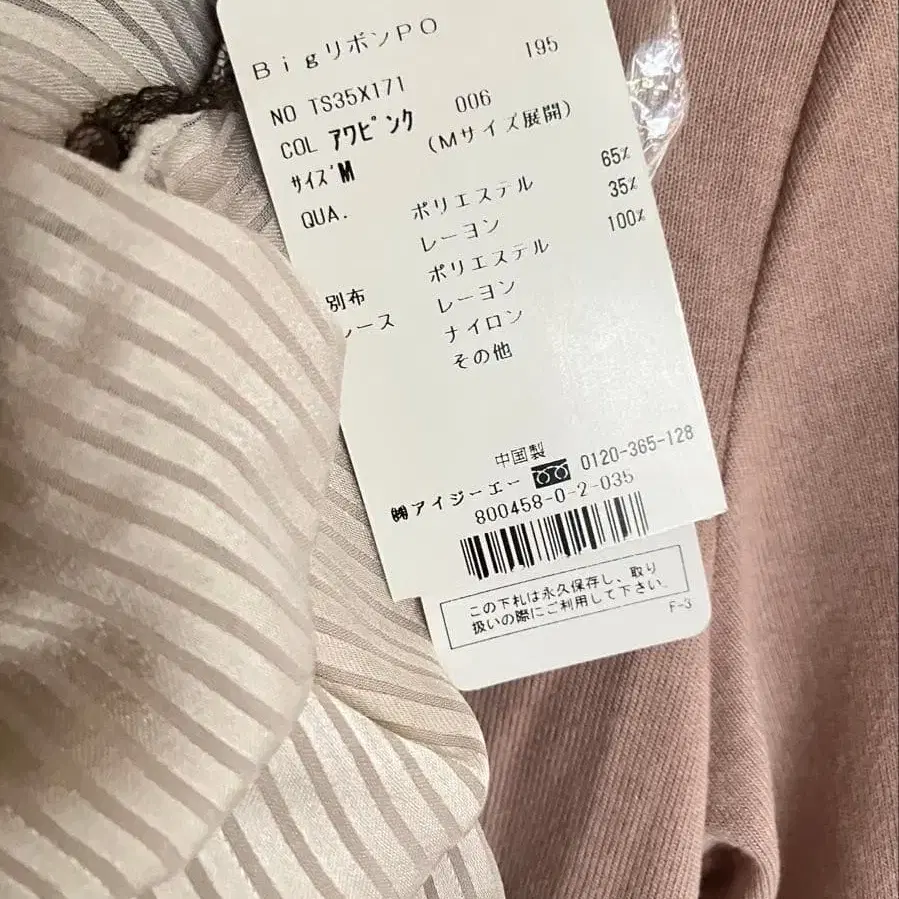 BigリボンPO
195
NO TS35X171
COL アワピンク 006
サイズ M (Mサイズ展開)
QUA. ポリエステル 65%
レーヨン 35%
別布 ポリエステル 100%
レース レーヨン
ナイロン
その他
中国製
㈱アイジーエー 0120-365-128
800458-0-2-035
この下札は永久保存し、取り
扱いの際にご利用して下さい。
F-3